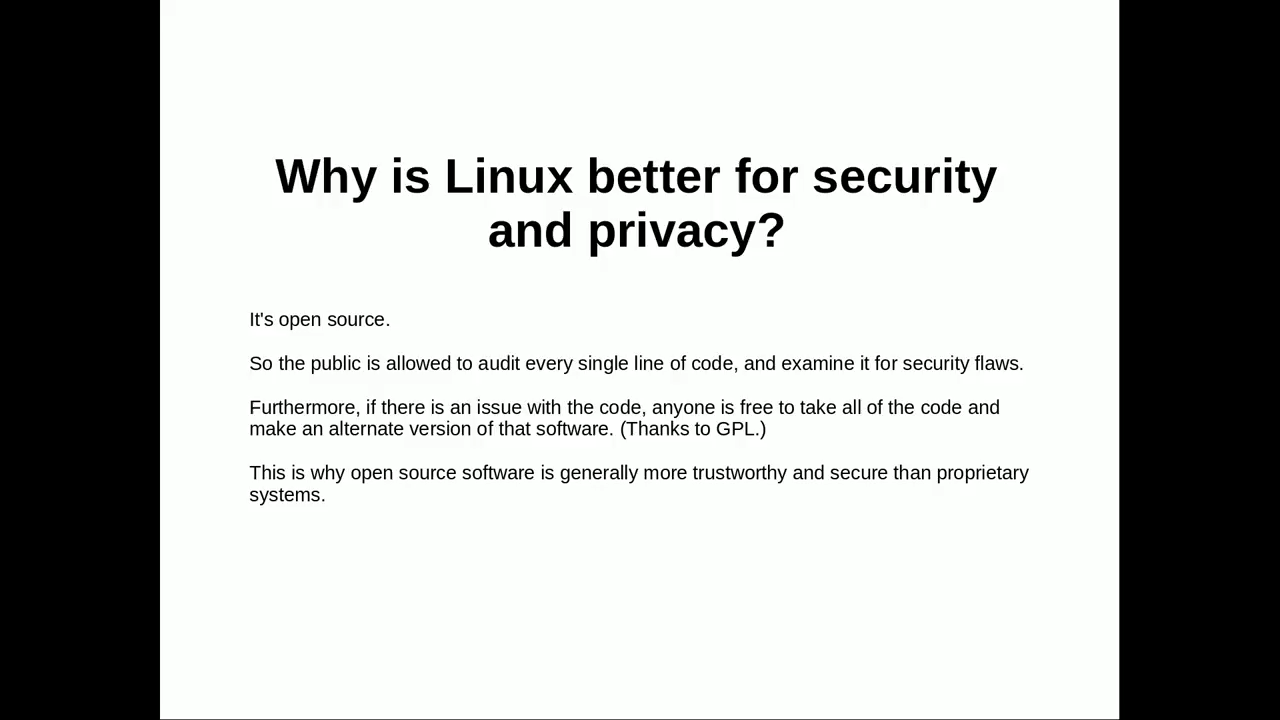 Why is Linux better for security
and privacy?
It's open source.
So the public is allowed to audit every single line of code, and examine it for security flaws.
Furthermore, if there is an issue with the code, anyone is free to take all of the code and
make an alternate version of that software. (Thanks to GPL.)
This is why open source software is generally more trustworthy and secure than proprietary
systems.